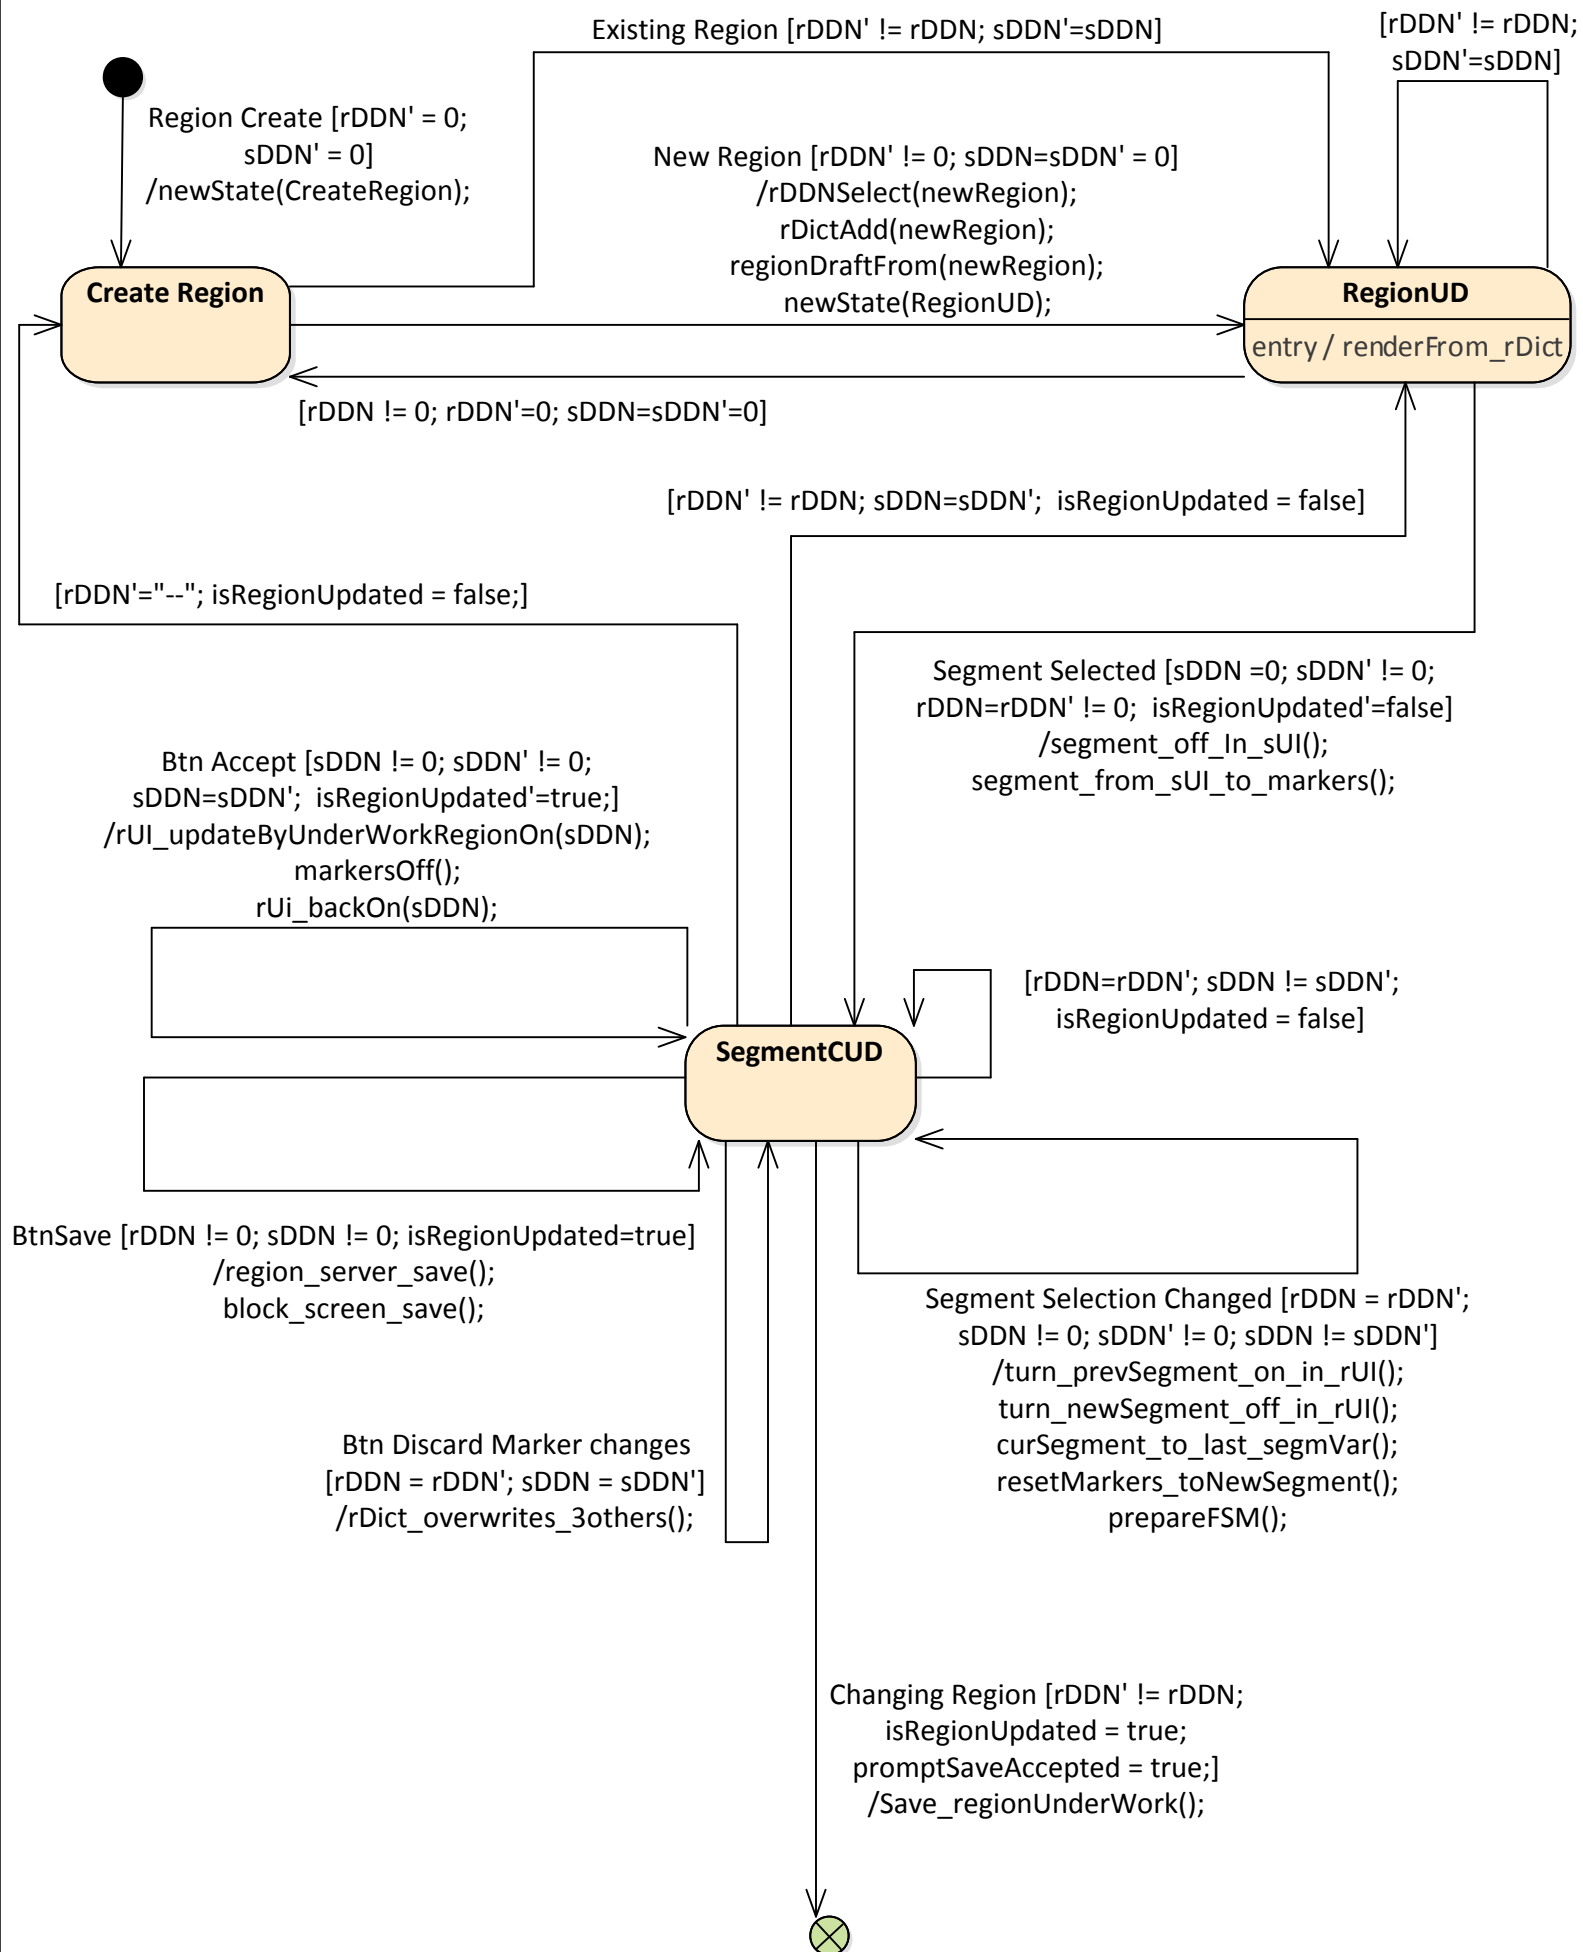 Existing Region [rDDN' != rDDN; sDDN'=sDDN]
[rDDN' != rDDN;
sDDN'=sDDN]
Region Create [rDDN' = 0;
sDDN' = 0]
/newState(CreateRegion);
New Region [rDDN' != 0; sDDN=sDDN' = 0]
/rDDNSelect(newRegion);
rDictAdd(newRegion);
regionDraftFrom(newRegion);
newState(RegionUD);
Create Region
RegionUD
entry / renderFrom_rDict
[rDDN != 0; rDDN'=0; sDDN=sDDN'=0]
[rDDN' != rDDN; sDDN=sDDN';  isRegionUpdated = false]
[rDDN'="--"; isRegionUpdated = false;]
Segment Selected [sDDN =0; sDDN' != 0;
rDDN=rDDN' != 0;  isRegionUpdated'=false]
/segment_off_In_sUI();
segment_from_sUI_to_markers();
Btn Accept [sDDN != 0; sDDN' != 0;
sDDN=sDDN';  isRegionUpdated'=true;]
/rUI_updateByUnderWorkRegionOn(sDDN);
markersOff();
rUi_backOn(sDDN);
[rDDN=rDDN'; sDDN != sDDN';
isRegionUpdated = false]
SegmentCUD
BtnSave [rDDN != 0; sDDN != 0; isRegionUpdated=true]
/region_server_save();
block_screen_save();
Segment Selection Changed [rDDN = rDDN';
sDDN != 0; sDDN' != 0; sDDN != sDDN']
/turn_prevSegment_on_in_rUI();
turn_newSegment_off_in_rUI();
curSegment_to_last_segmVar();
resetMarkers_toNewSegment();
prepareFSM();
Btn Discard Marker changes
[rDDN = rDDN'; sDDN = sDDN']
/rDict_overwrites_3others();
Changing Region [rDDN' != rDDN;
isRegionUpdated = true;
promptSaveAccepted = true;]
/Save_regionUnderWork();